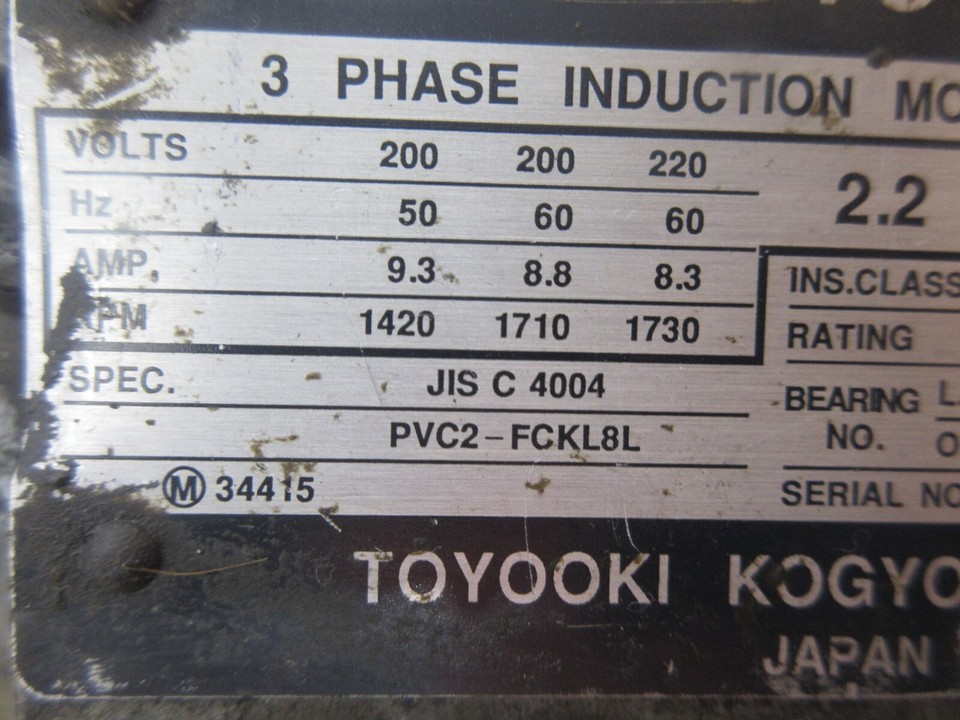 3 PHASE INDUCTION MO
VOLTS 200 200 220
2.2
Hz 50 60 60
AMP. 9.3 8.8 8.3
INS.CLASS
RPM 1420 1710 1730
RATING
SPEC. JIS C 4004
BEARING L
PVC2-FCKL8L
NO. O
Ⓜ 34415
SERIAL NO
TOYOOKI KOGYO
JAPAN